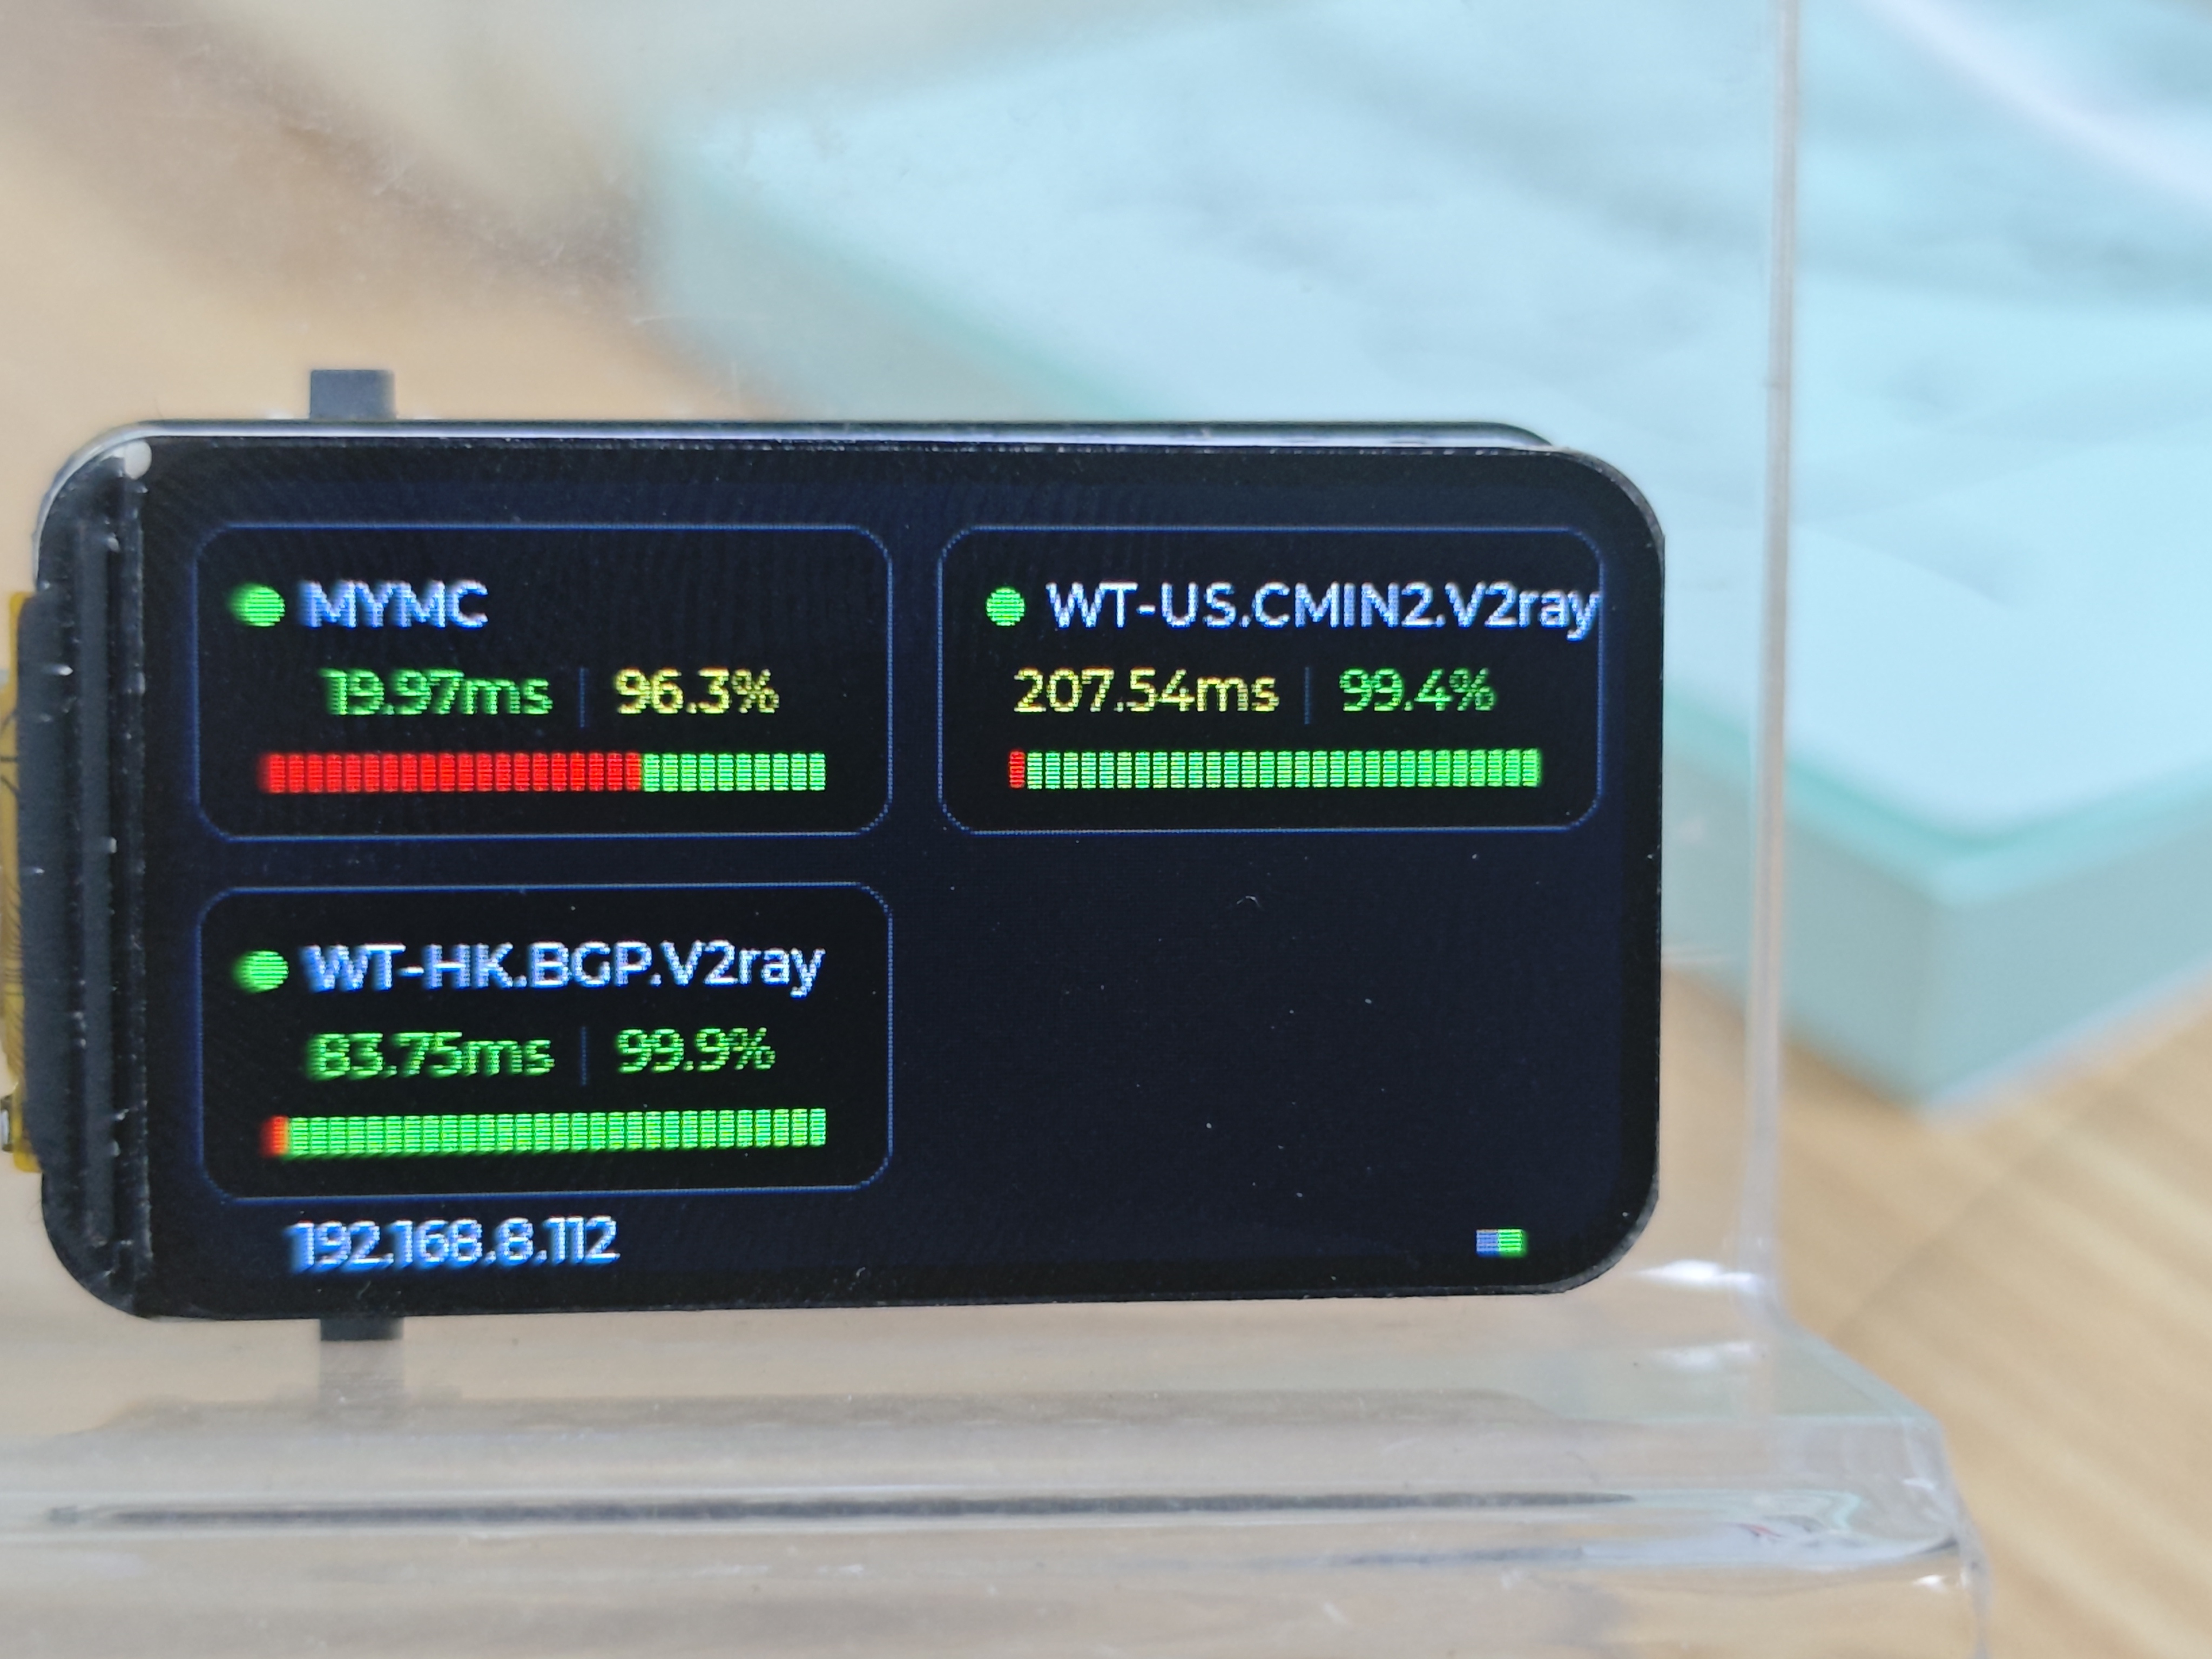 MYMC
19.97ms | 96.3%
WT-US.CMIN2.V2ray
207.54ms | 99.4%
WT-HK.BGP.V2ray
83.75ms | 99.9%
192.168.8.112